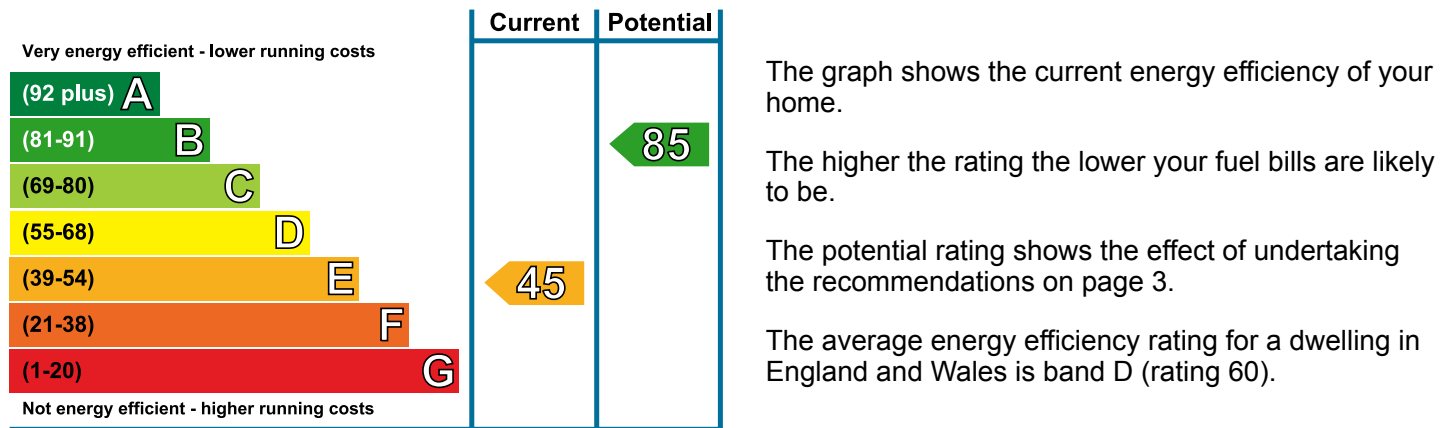 Current Potential
Very energy efficient - lower running costs
(92 plus) A
(81-91) B
85
(69-80) C
(55-68) D
(39-54) E
45
(21-38) F
(1-20) G
Not energy efficient - higher running costs
The graph shows the current energy efficiency of your
home.
The higher the rating the lower your fuel bills are likely
to be.
The potential rating shows the effect of undertaking
the recommendations on page 3.
The average energy efficiency rating for a dwelling in
England and Wales is band D (rating 60).